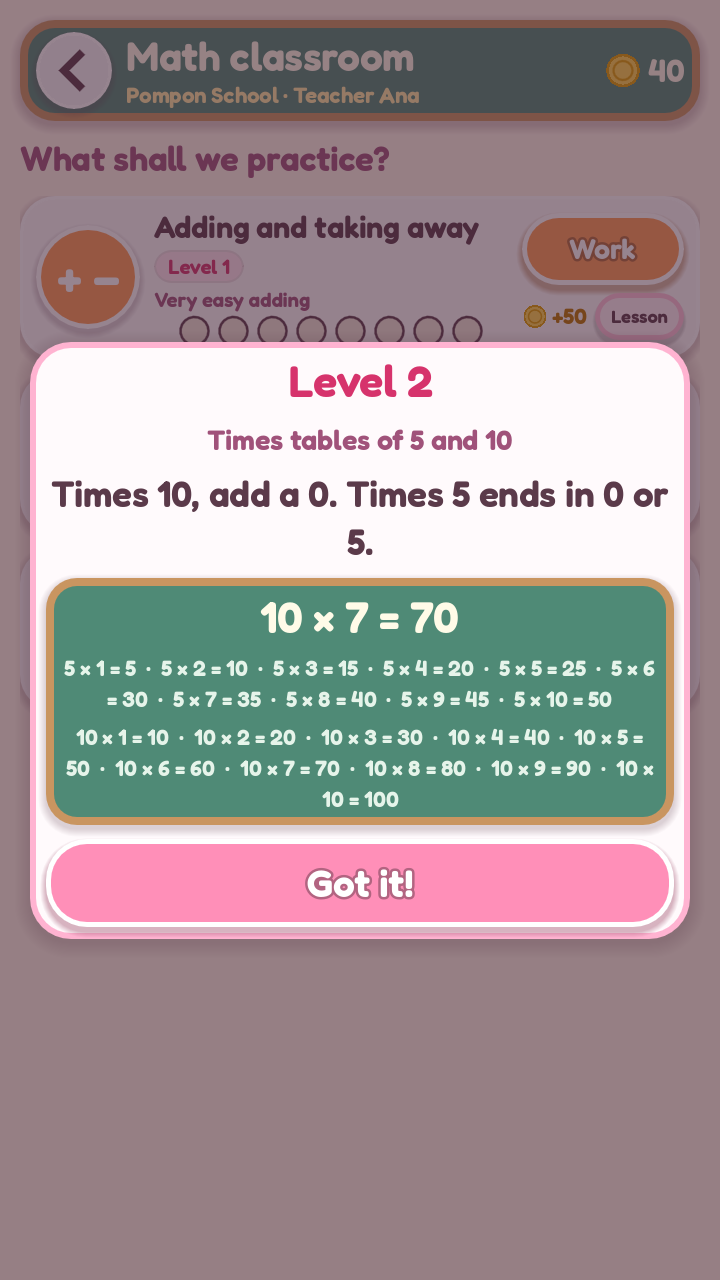 Math classroom
40
Pompon School · Teacher Ana
What shall we practice?
Adding and taking away
Work
Level 1
Very easy adding
+50
Lesson
Level 2
Times tables of 5 and 10
Times 10, add a 0. Times 5 ends in 0 or
5.
10 × 7 = 70
5 × 1 = 5 · 5 × 2 = 10 · 5 × 3 = 15 · 5 × 4 = 20 · 5 × 5 = 25 · 5 × 6
= 30 · 5 × 7 = 35 · 5 × 8 = 40 · 5 × 9 = 45 · 5 × 10 = 50
10 × 1 = 10 · 10 × 2 = 20 · 10 × 3 = 30 · 10 × 4 = 40 · 10 × 5 =
50 · 10 × 6 = 60 · 10 × 7 = 70 · 10 × 8 = 80 · 10 × 9 = 90 · 10 ×
10 = 100
Got it!